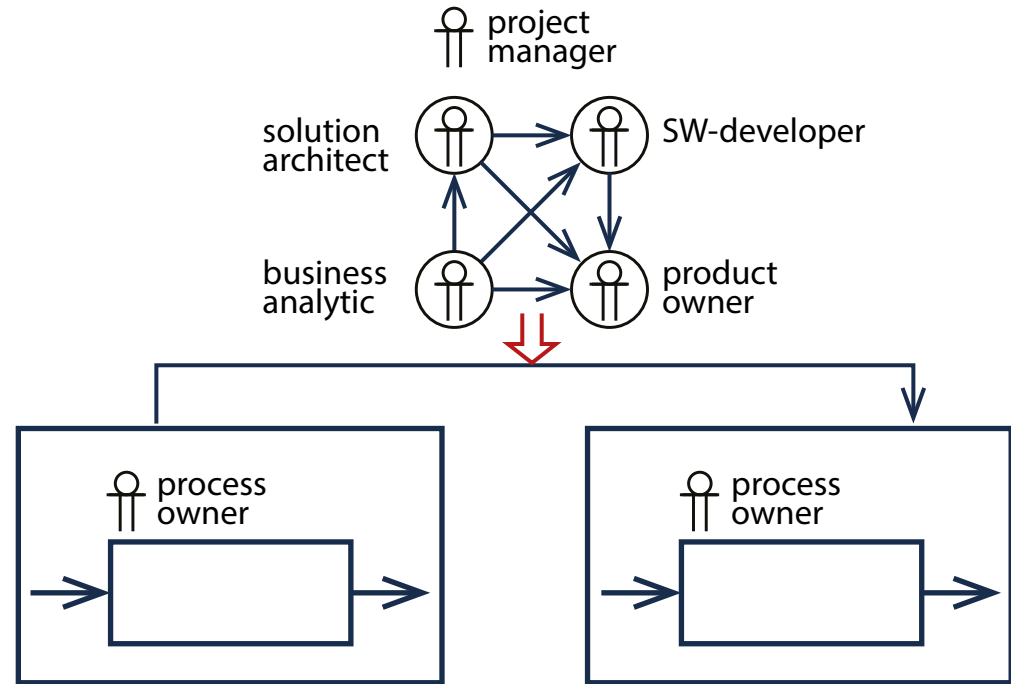 project
manager
solution
architect
SW-developer
business
analytic
product
owner
process
owner
process
owner